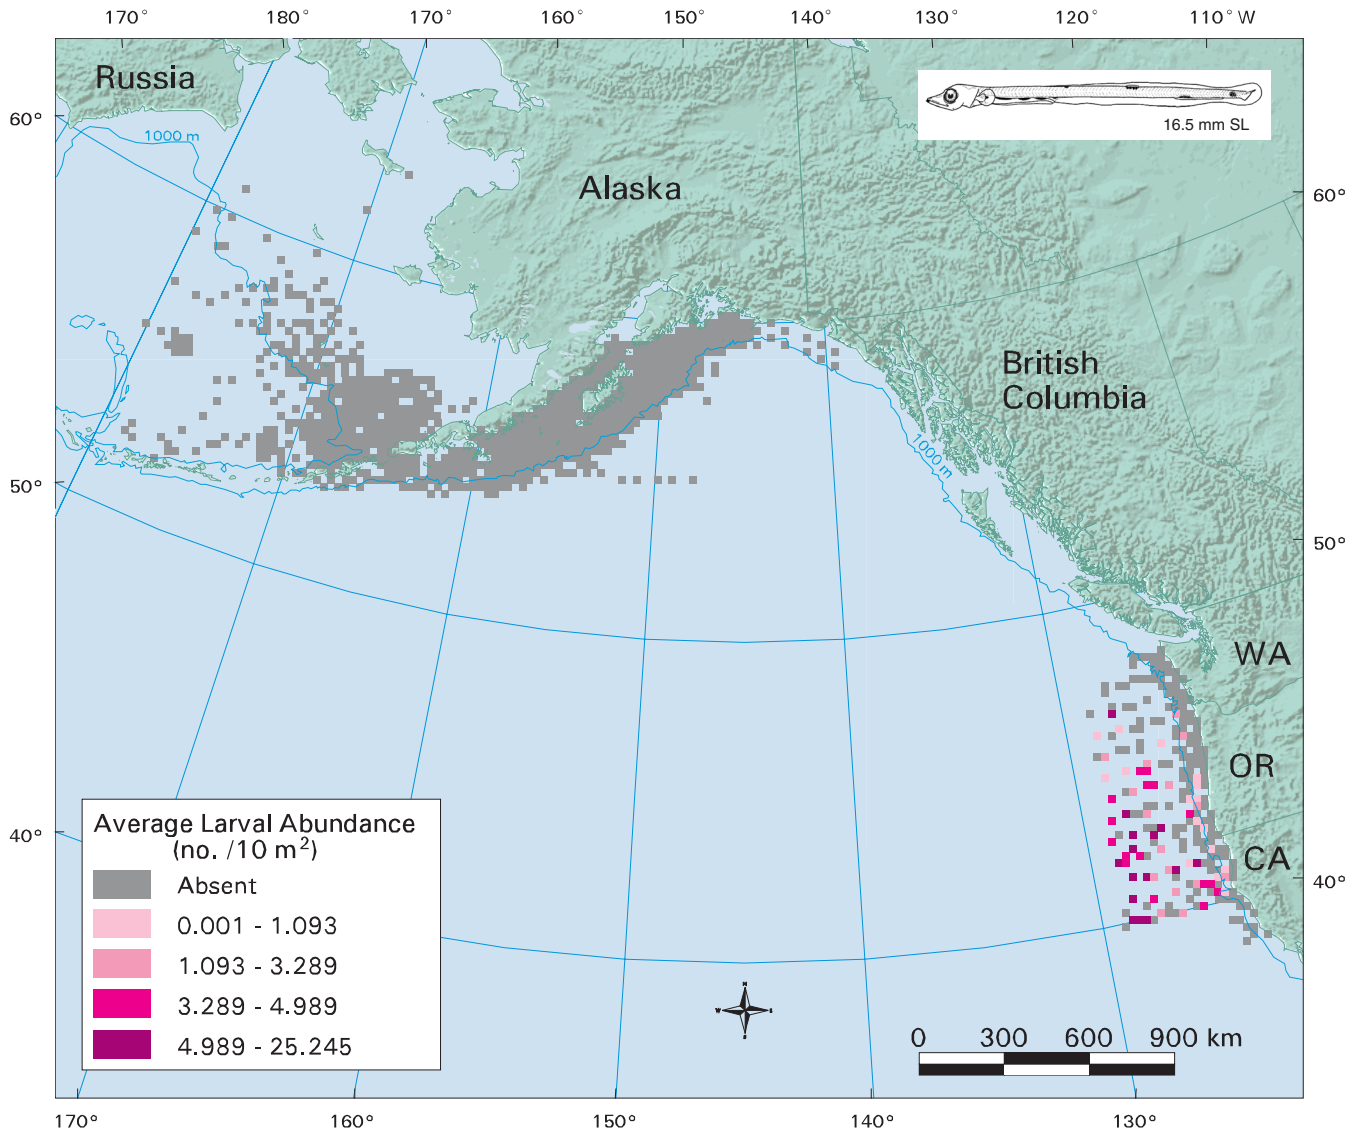 170° 180° 170° 160° 150° 140° 130° 120° 110° W
Russia
60°
1000 m
16.5 mm SL
Alaska
60°
British
Columbia
1000 m
50°
50°
WA
OR
CA
40°
40°
Average Larval Abundance
(no. /10 m²)
Absent
0.001 - 1.093
1.093 - 3.289
3.289 - 4.989
4.989 - 25.245
N
W
S
0 300 600 900 km
170° 160° 150° 140° 130°